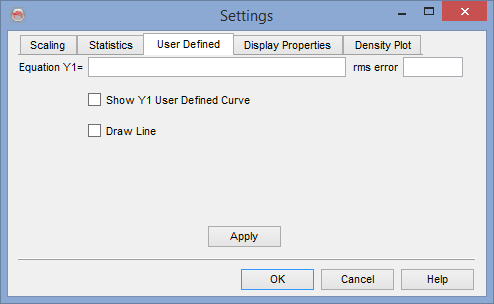 Settings
Scaling Statistics User Defined Display Properties Density Plot
Equation Y1= rms error
Show Y1 User Defined Curve
Draw Line
Apply
OK Cancel Help